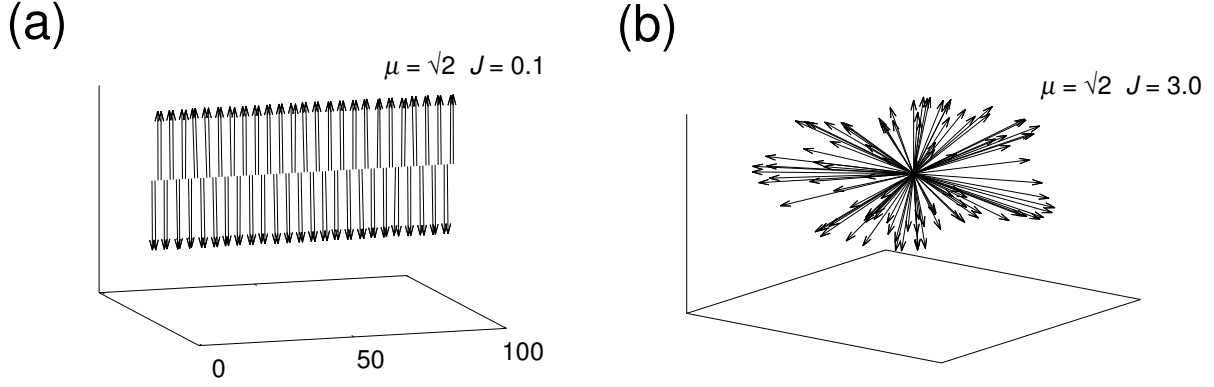 (a)
μ = √2 J = 0.1
0
50
100
(b)
μ = √2 J = 3.0